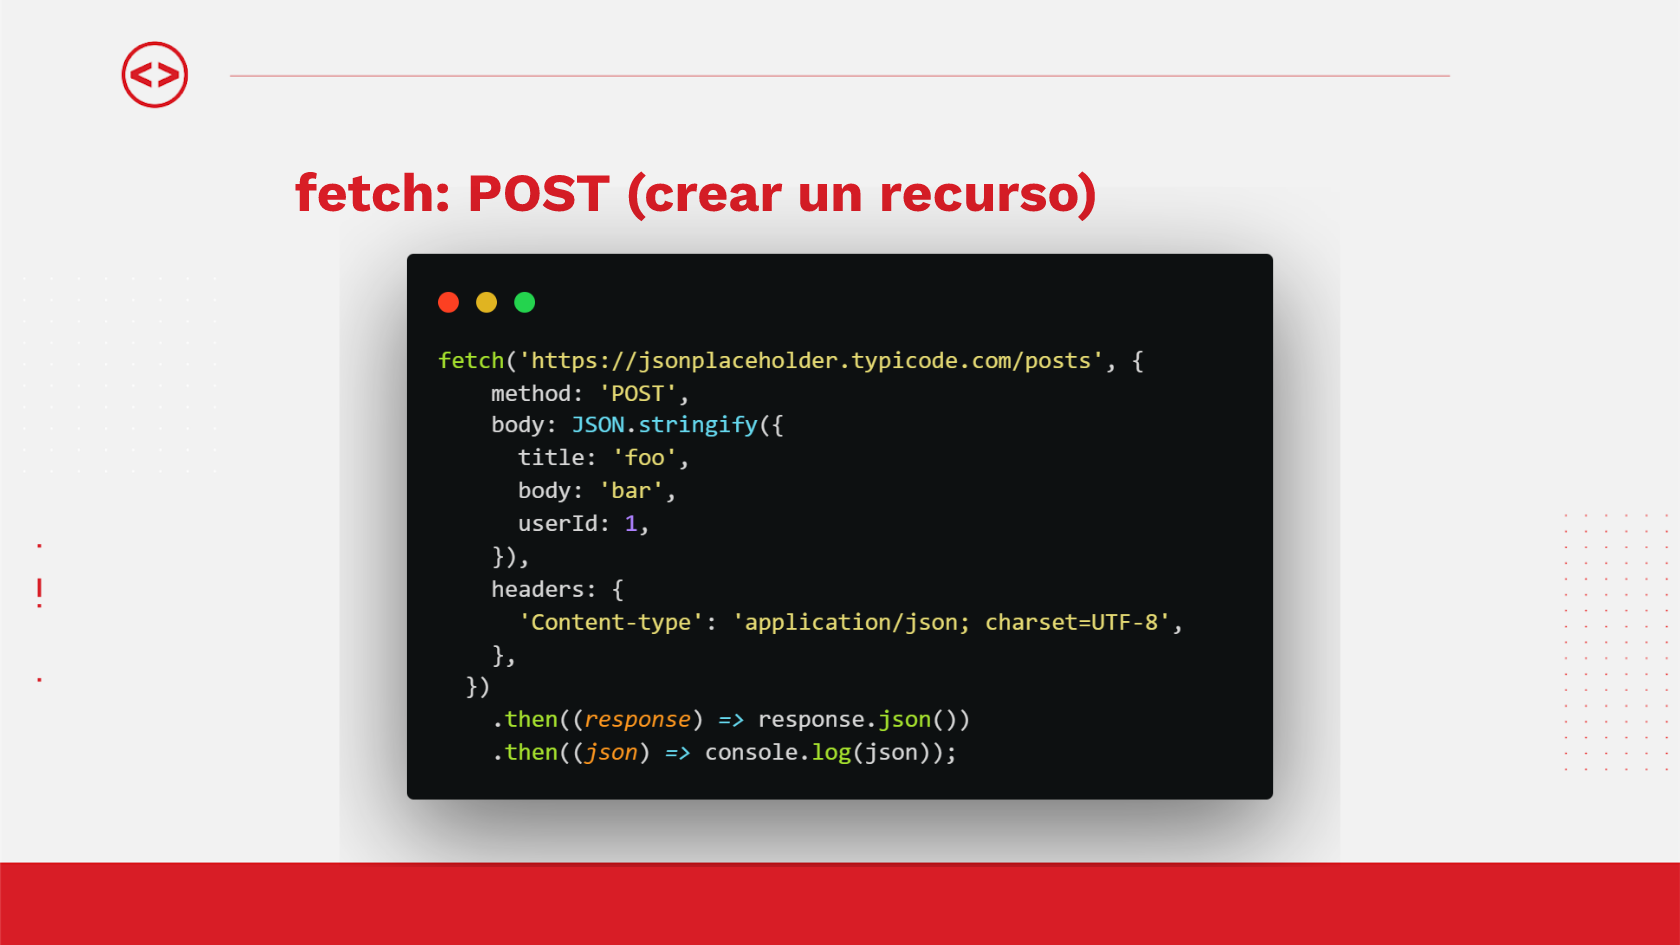 <>
fetch: POST (crear un recurso)
fetch('https://jsonplaceholder.typicode.com/posts', {
    method: 'POST',
    body: JSON.stringify({
      title: 'foo',
      body: 'bar',
      userId: 1,
    }),
    headers: {
      'Content-type': 'application/json; charset=UTF-8',
    },
  })
    .then((response) => response.json())
    .then((json) => console.log(json));